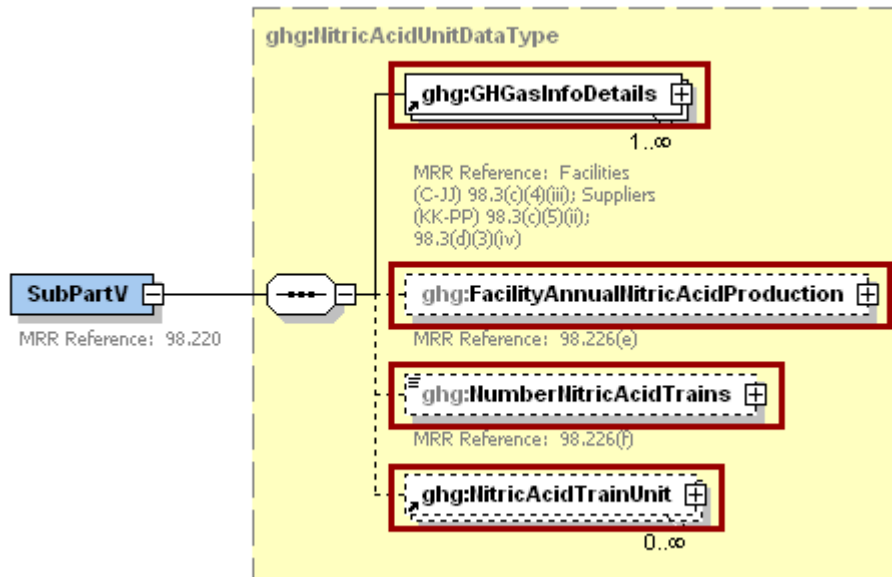 ghg:NitricAcidUnitDataType
ghg:GHGasInfoDetails
1..∞
MRR Reference: Facilities
(C-JJ) 98.3(c)(4)(iii); Suppliers
(KK-PP) 98.3(c)(5)(ii);
98.3(d)(3)(iv)
SubPartV
MRR Reference: 98.220
ghg:FacilityAnnualNitricAcidProduction
MRR Reference: 98.226(e)
ghg:NumberNitricAcidTrains
MRR Reference: 98.226(f)
ghg:NitricAcidTrainUnit
0..∞